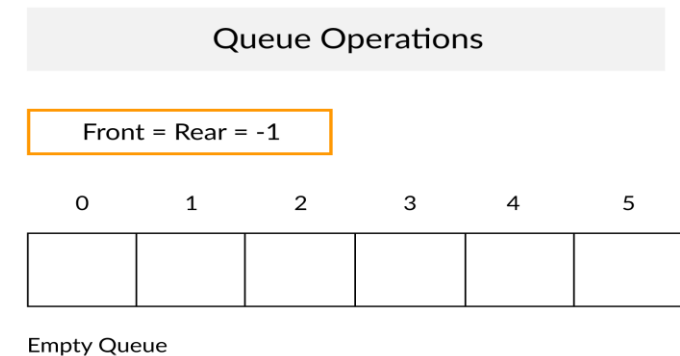 Queue Operations
Front = Rear = -1
0 1 2 3 4 5
Empty Queue